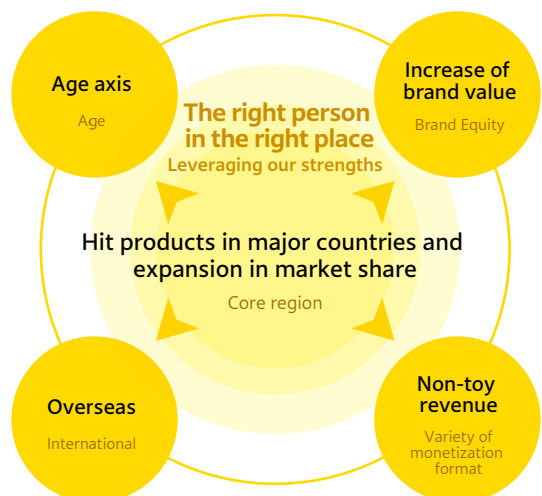 Age axis
Age
Increase of
brand value
Brand Equity
The right person
in the right place
Leveraging our strengths
Hit products in major countries and
expansion in market share
Core region
Overseas
International
Non-toy
revenue
Variety of
monetization
format